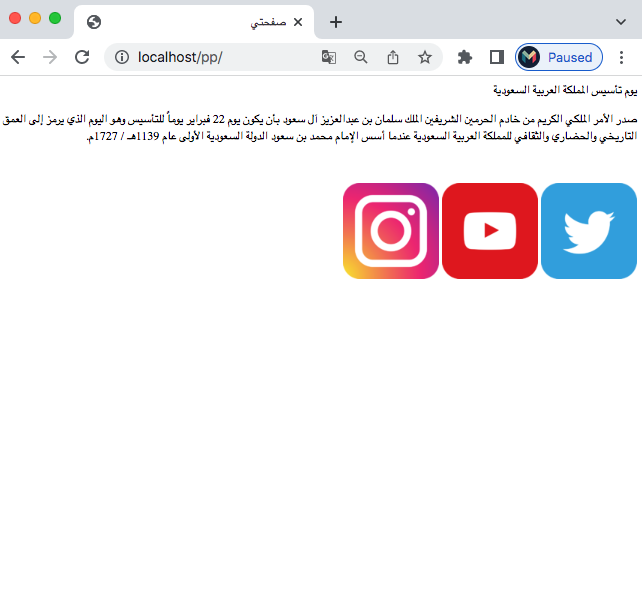 صفحتي
localhost/pp/
Paused
يوم تأسيس المملكة العربية السعودية
صدر الأمر الملكي الكريم من خادم الحرمين الشريفين الملك سلمان بن عبدالعزيز آل سعود بأن يكون يوم 22 فبراير يوماً للتأسيس وهو اليوم الذي يرمز إلى العمق
التاريخي والحضاري والثقافي للمملكة العربية السعودية عندما أسس الإمام محمد بن سعود الدولة السعودية الأولى عام 1139هـ / 1727م.